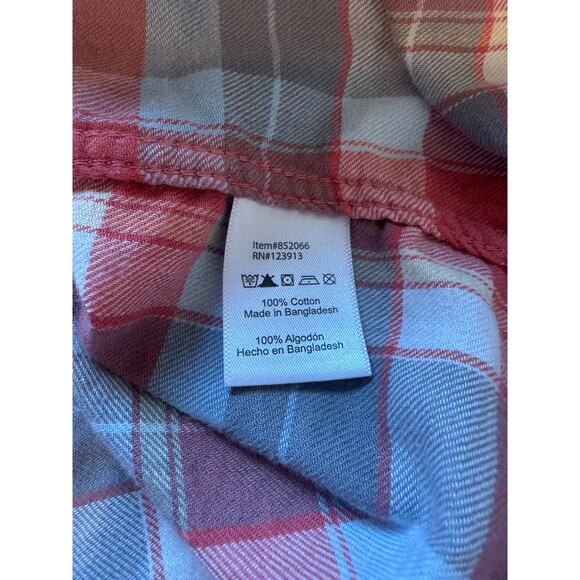 Item#852066
RN#123913
100% Cotton
Made in Bangladesh
100% Algodón
Hecho en Bangladesh